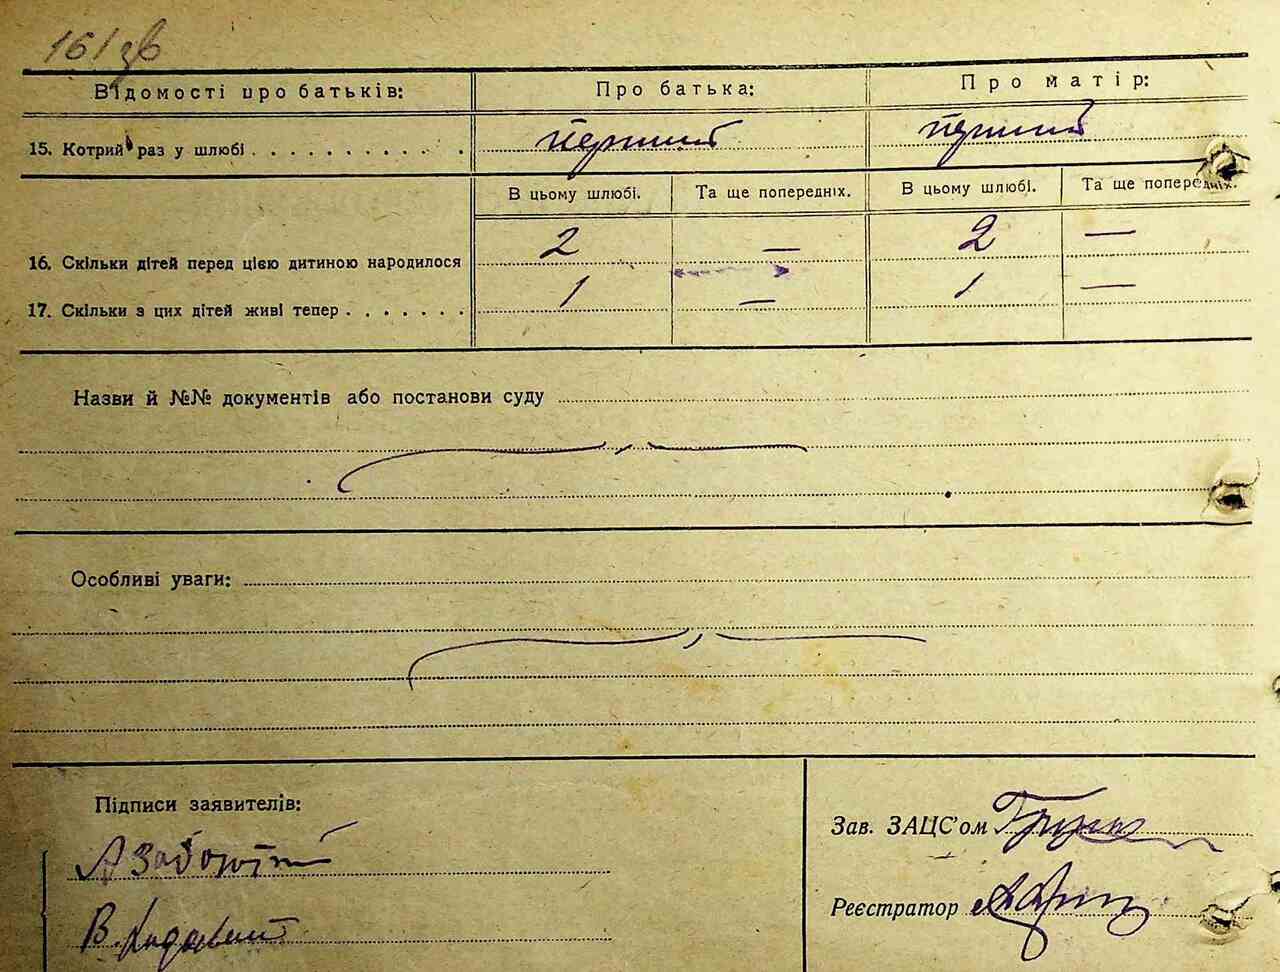 161 зв
Відомості про батьків: Про батька: Про матір:
15. Котрий раз у шлюбі . . . . . . . . . . . перший перший
В цьому шлюбі. Та ще попередніх. В цьому шлюбі. Та ще попередніх.
16. Скільки дітей перед цією дитиною народилося 2 — 2 —
17. Скільки з цих дітей живі тепер . . . . . . . 1 — 1 —
Назви й №№ документів або постанови суду
Особливі уваги:
Підписи заявителів:
Зав. ЗАЦС'ом
Реєстратор